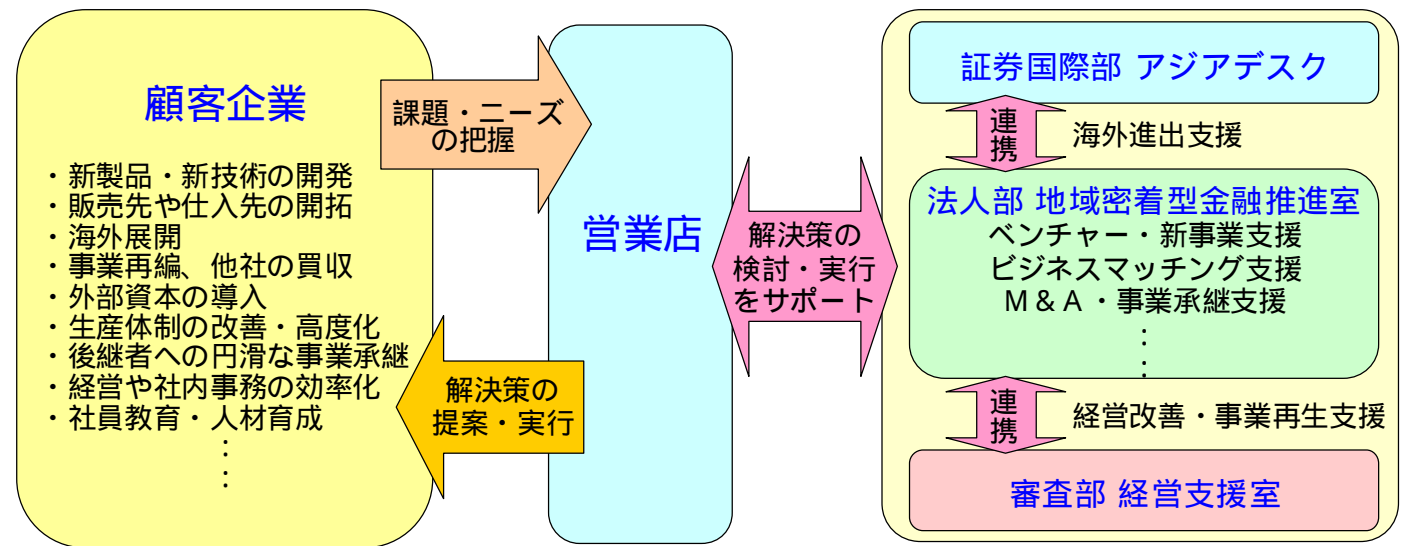 顧客企業
・新製品・新技術の開発
・販売先や仕入先の開拓
・海外展開
・事業再編、他社の買収
・外部資本の導入
・生産体制の改善・高度化
・後継者への円滑な事業承継
・経営や社内事務の効率化
・社員教育・人材育成
：
：
課題・ニーズ
の把握
解決策の
提案・実行
営業店
解決策の
検討・実行
をサポート
証券国際部 アジアデスク
連
携
海外進出支援
法人部 地域密着型金融推進室
ベンチャー・新事業支援
ビジネスマッチング支援
Ｍ＆Ａ・事業承継支援
：
：
連
携
経営改善・事業再生支援
審査部 経営支援室